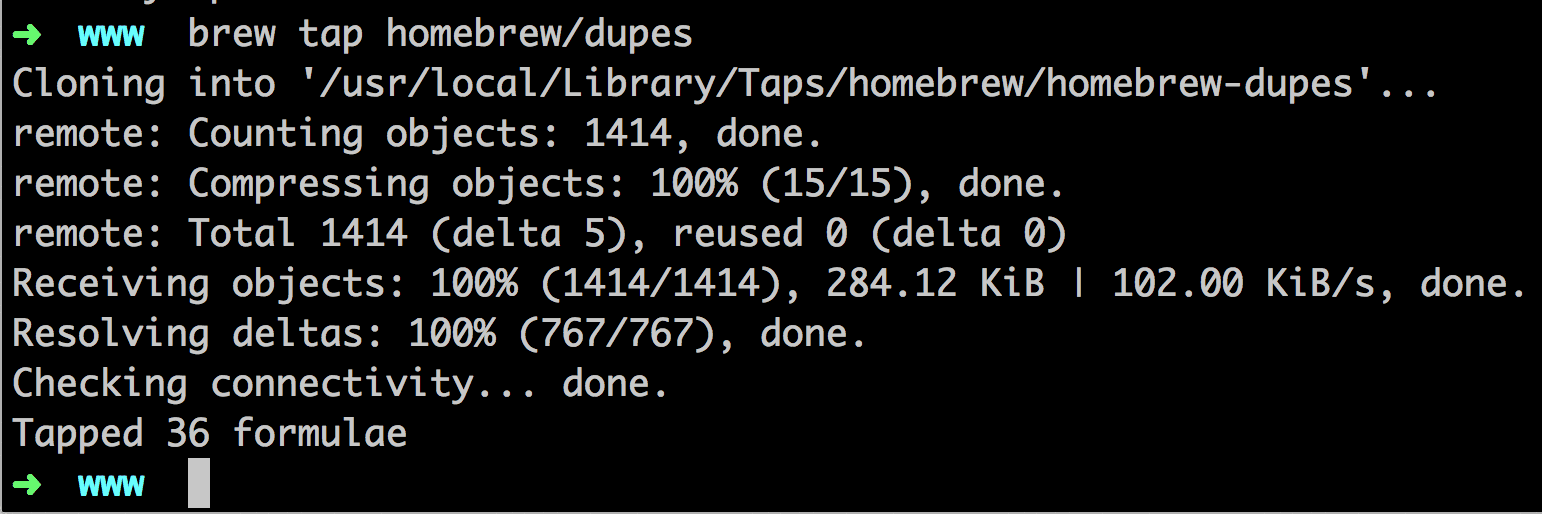 ➜ www brew tap homebrew/dupes
Cloning into '/usr/local/Library/Taps/homebrew/homebrew-dupes'...
remote: Counting objects: 1414, done.
remote: Compressing objects: 100% (15/15), done.
remote: Total 1414 (delta 5), reused 0 (delta 0)
Receiving objects: 100% (1414/1414), 284.12 KiB | 102.00 KiB/s, done.
Resolving deltas: 100% (767/767), done.
Checking connectivity... done.
Tapped 36 formulae
➜ www